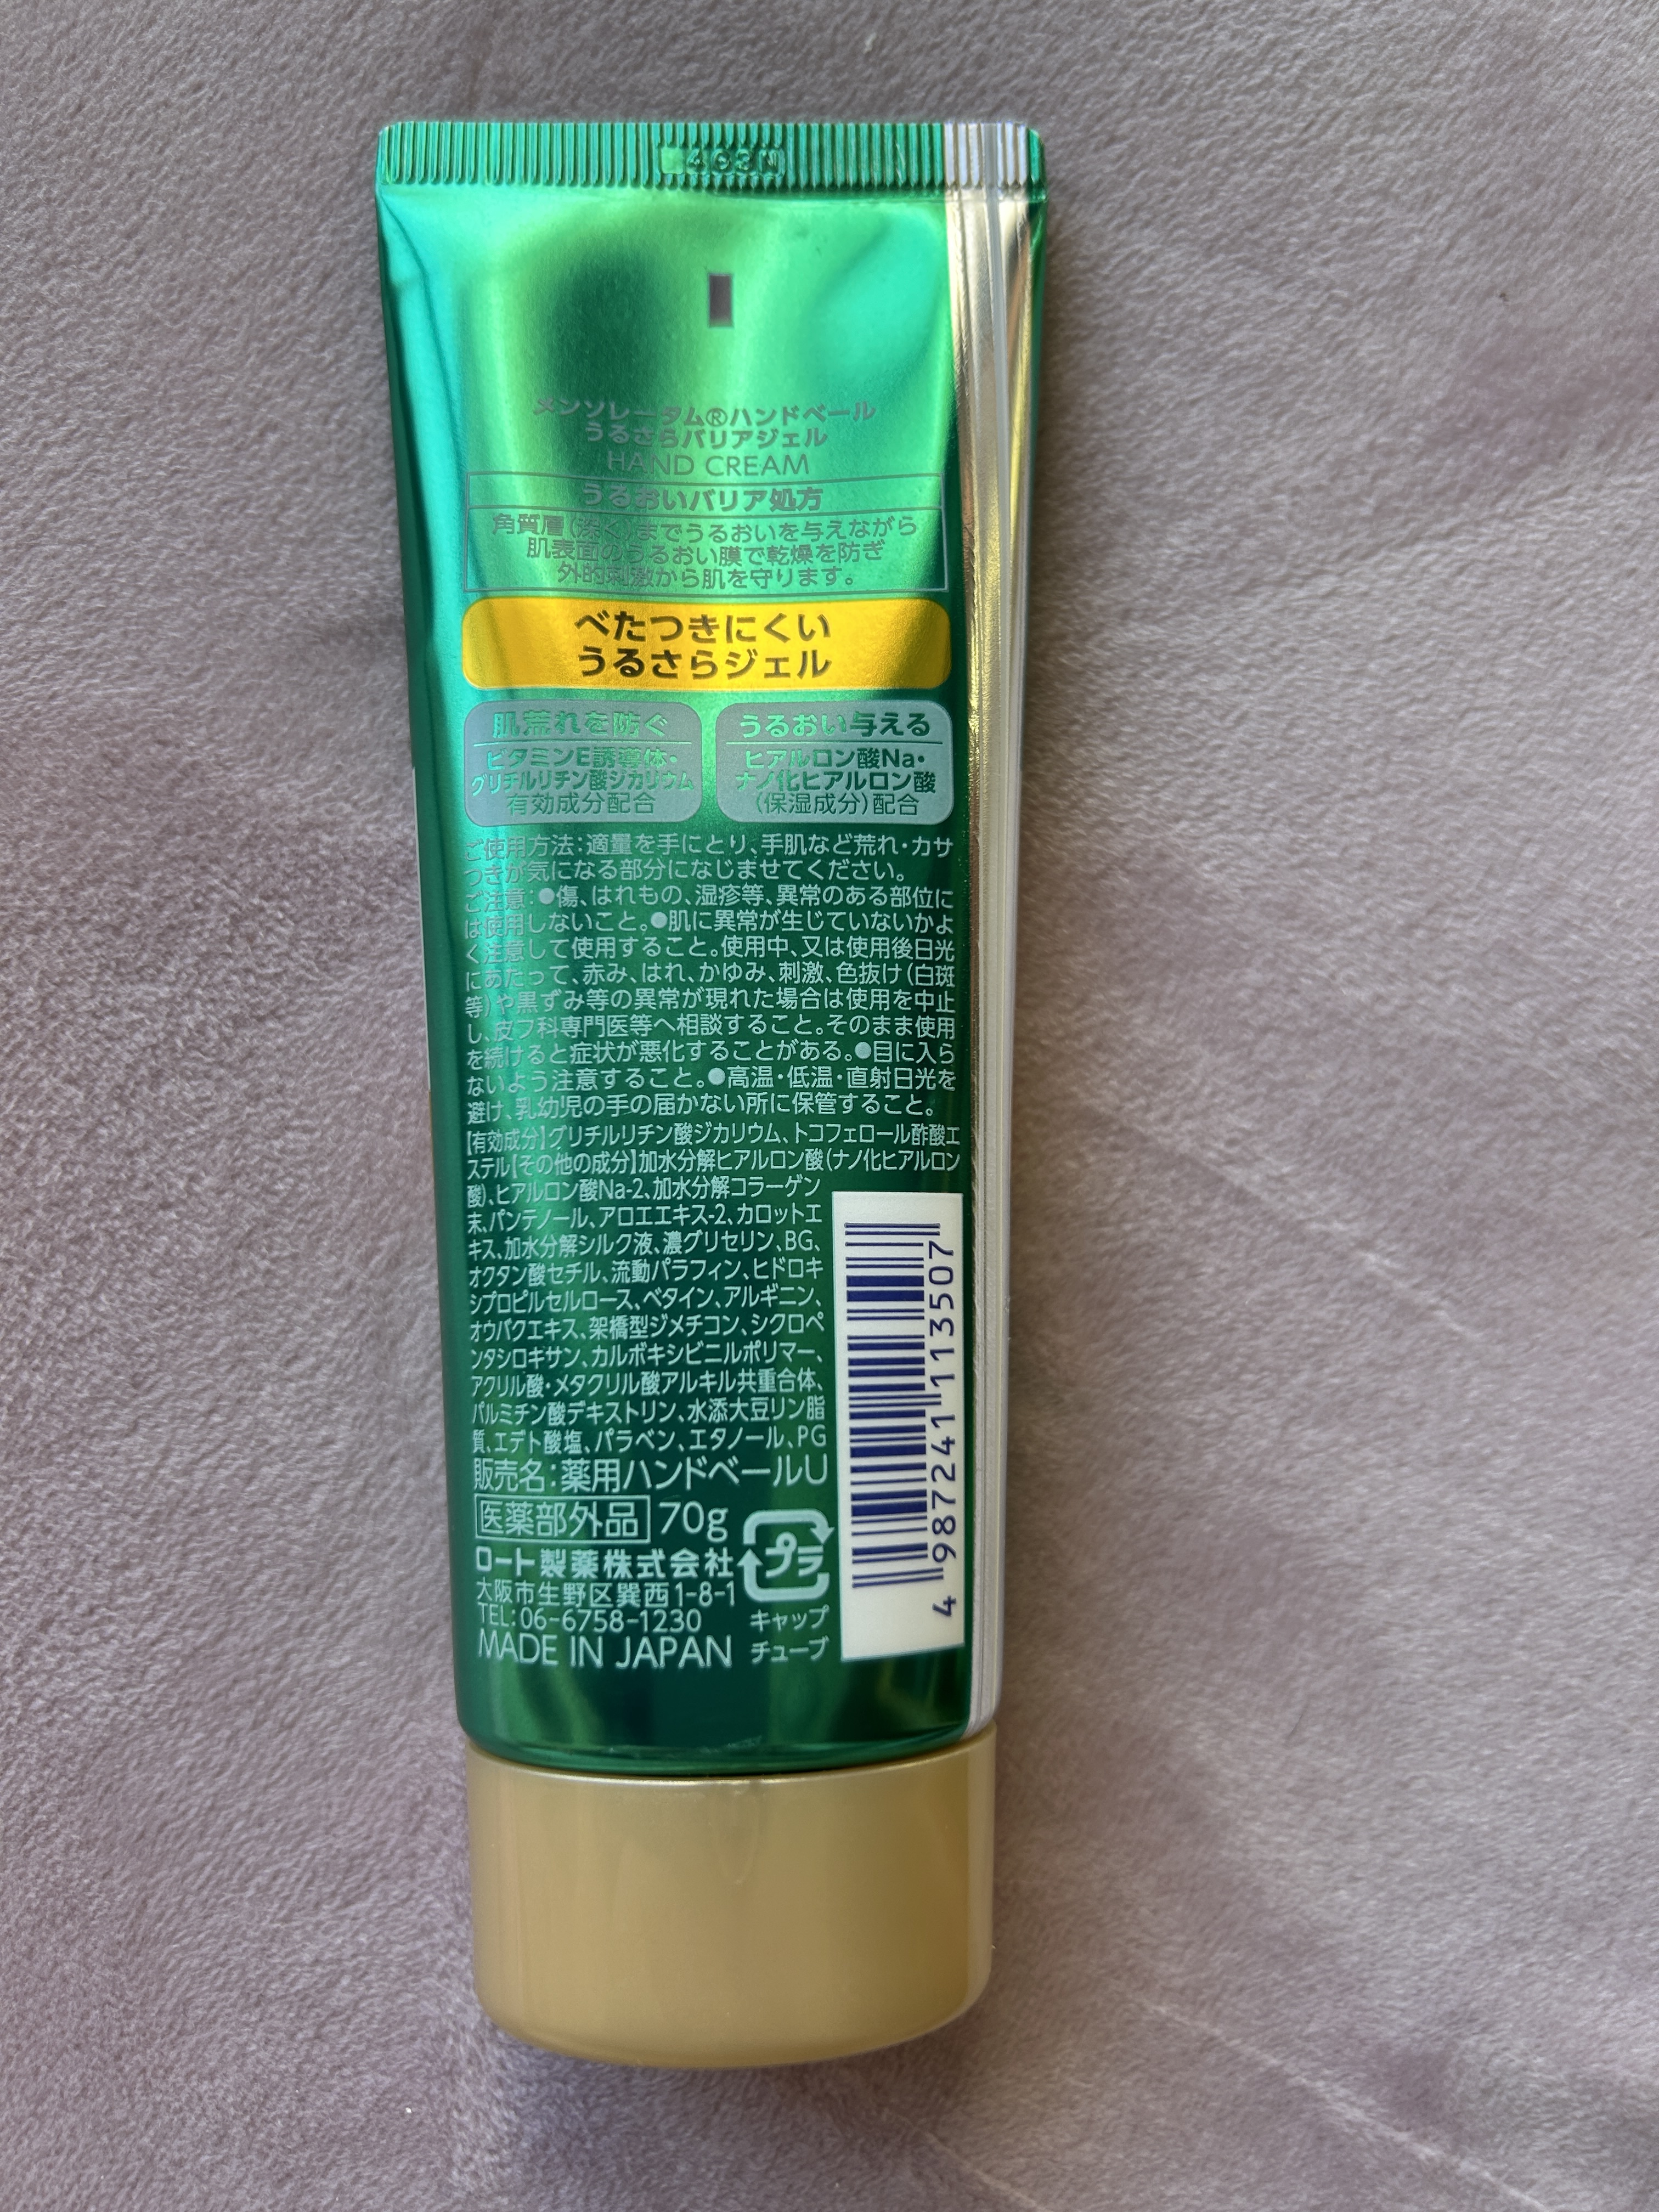 463N
メンソレータム®ハンドベール
うるさらバリアジェル
HAND CREAM
うるおいバリア処方
角質層(深く)までうるおいを与えながら
肌表面のうるおい膜で乾燥を防ぎ
外的刺激から肌を守ります。
べたつきにくい
うるさらジェル
肌荒れを防ぐ
ビタミンE誘導体・
グリチルリチン酸ジカリウム
有効成分配合
うるおい与える
ヒアルロン酸Na・
ナノ化ヒアルロン酸
(保湿成分)配合
ご使用方法:適量を手にとり、手肌など荒れ・カサ
つきが気になる部分になじませてください。
ご注意:●傷、はれもの、湿疹等、異常のある部位に
は使用しないこと。●肌に異常が生じていないかよ
く注意して使用すること。使用中、又は使用後日光
にあたって、赤み、はれ、かゆみ、刺激、色抜け(白斑
等)や黒ずみ等の異常が現れた場合は使用を中止
し、皮フ科専門医等へ相談すること。そのまま使用
を続けると症状が悪化することがある。●目に入ら
ないよう注意すること。●高温・低温・直射日光を
避け、乳幼児の手の届かない所に保管すること。
【有効成分】グリチルリチン酸ジカリウム、トコフェロール酢酸エ
ステル【その他の成分】加水分解ヒアルロン酸(ナノ化ヒアルロン
酸)、ヒアルロン酸Na-2、加水分解コラーゲン
末、パンテノール、アロエエキス-2、カロットエ
キス、加水分解シルク液、濃グリセリン、BG、
オクタン酸セチル、流動パラフィン、ヒドロキ
シプロピルセルロース、ベタイン、アルギニン、
オウバクエキス、架橋型ジメチコン、シクロペ
ンタシロキサン、カルボキシビニルポリマー、
アクリル酸・メタクリル酸アルキル共重合体、
パルミチン酸デキストリン、水添大豆リン脂
質、エデト酸塩、パラベン、エタノール、PG
販売名:薬用ハンドベールU
医薬部外品 70g
ロート製薬株式会社
大阪市生野区巽西1-8-1
TEL:06-6758-1230
MADE IN JAPAN
プラ
キャップ
チューブ
4 987241 113507